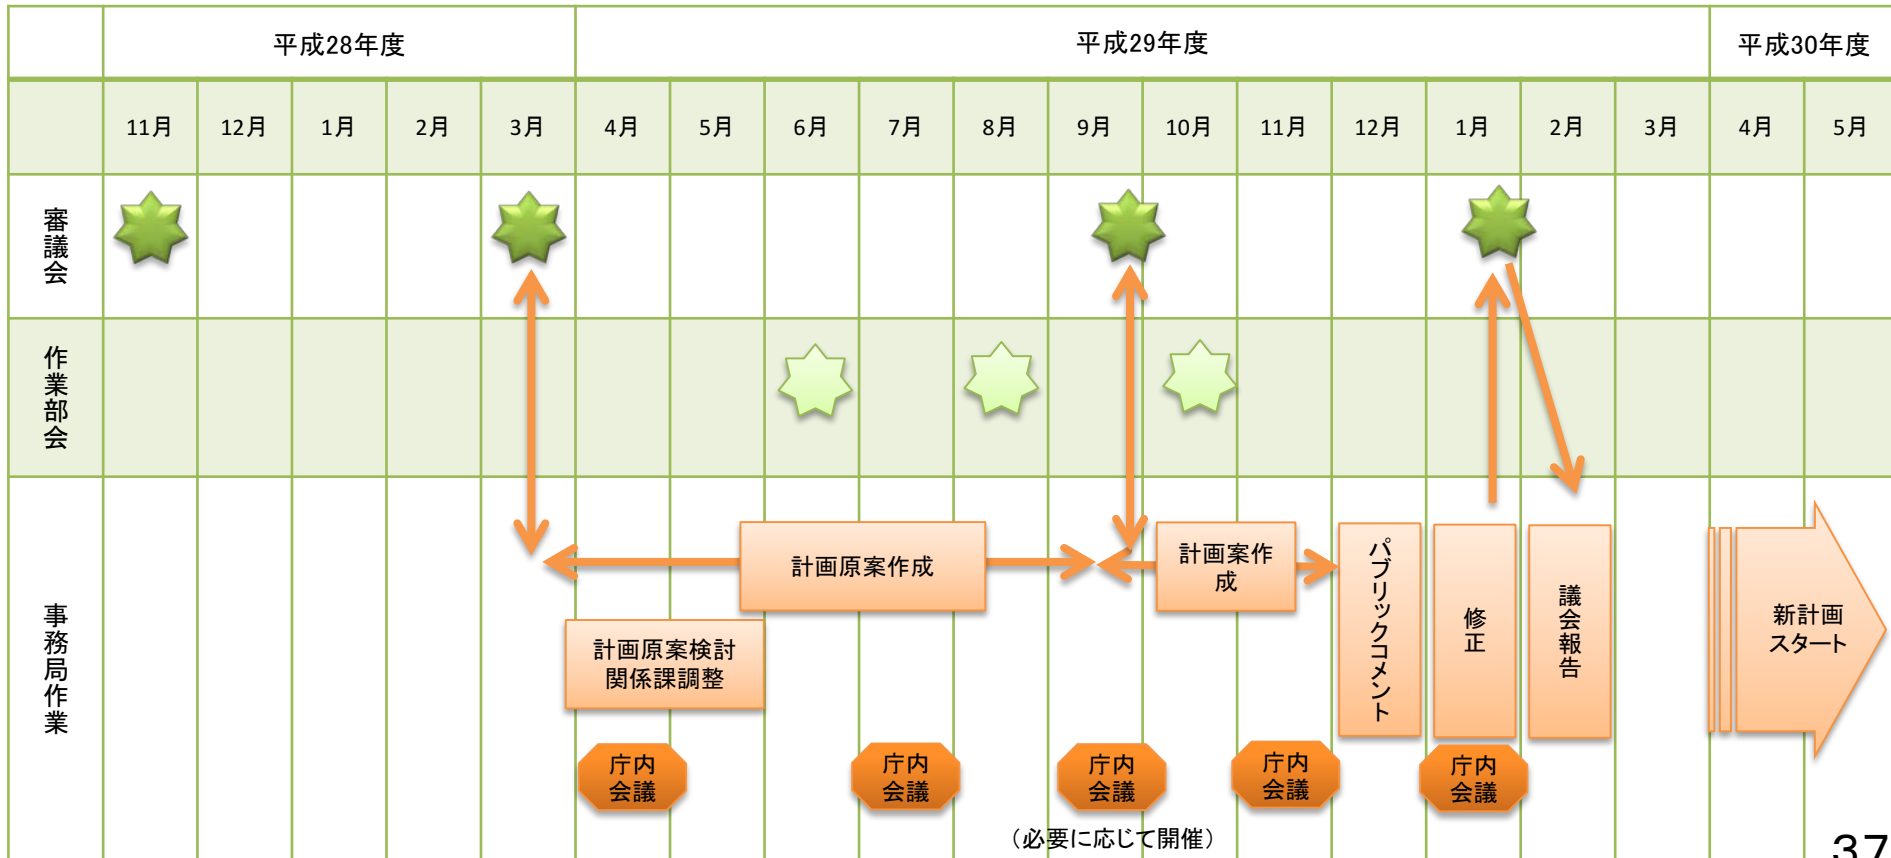 平成28年度
平成29年度
平成30年度
11月
12月
1月
2月
3月
4月
5月
6月
7月
8月
9月
10月
11月
12月
1月
2月
3月
4月
5月
審議会
作業部会
事務局作業
計画原案作成
計画案作
成
計画原案検討
関係課調整
パブリックコメント
修正
議会報告
新計画
スタート
庁内
会議
庁内
会議
庁内
会議
庁内
会議
庁内
会議
（必要に応じて開催）
37